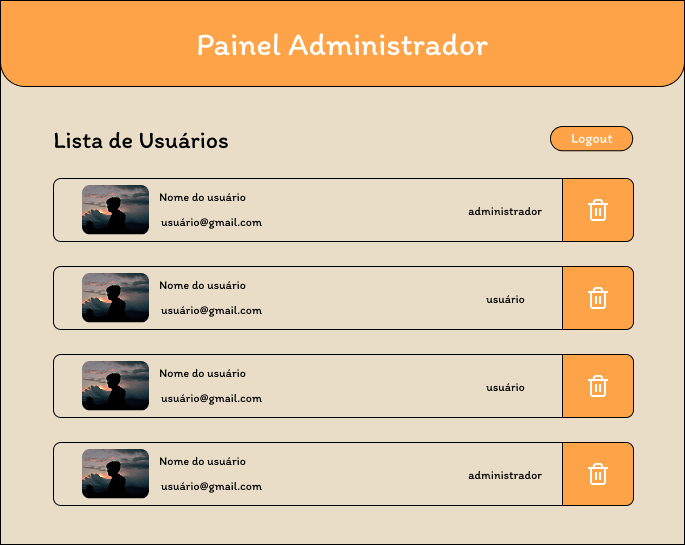 Painel Administrador
Lista de Usuários
Logout
Nome do usuário
usuário@gmail.com
administrador
Nome do usuário
usuário@gmail.com
usuário
Nome do usuário
usuário@gmail.com
usuário
Nome do usuário
usuário@gmail.com
administrador